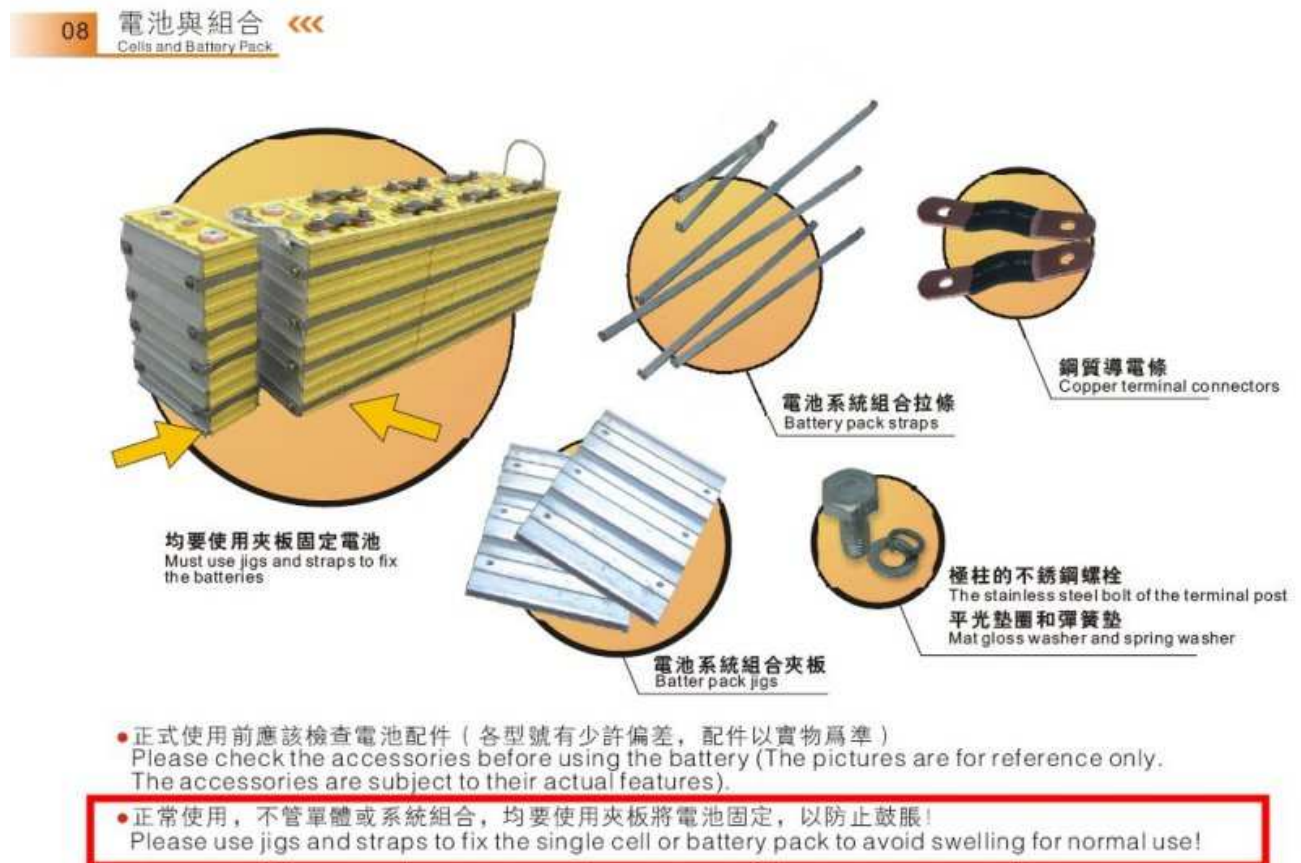 08
電池與組合
Cells and Battery Pack
均要使用夾板固定電池
Must use jigs and straps to fix
the batteries
電池系統組合拉條
Battery pack straps
鋼質導電條
Copper terminal connectors
電池系統組合夾板
Batter pack jigs
極柱的不銹鋼螺栓
The stainless steel bolt of the terminal post
平光墊圈和彈簧墊
Mat gloss washer and spring washer
●正式使用前應該檢查電池配件（各型號有少許偏差，配件以實物爲準）
Please check the accessories before using the battery (The pictures are for reference only.
The accessories are subject to their actual features).
●正常使用，不管單體或系統組合，均要使用夾板將電池固定，以防止鼓脹!
Please use jigs and straps to fix the single cell or battery pack to avoid swelling for normal use!